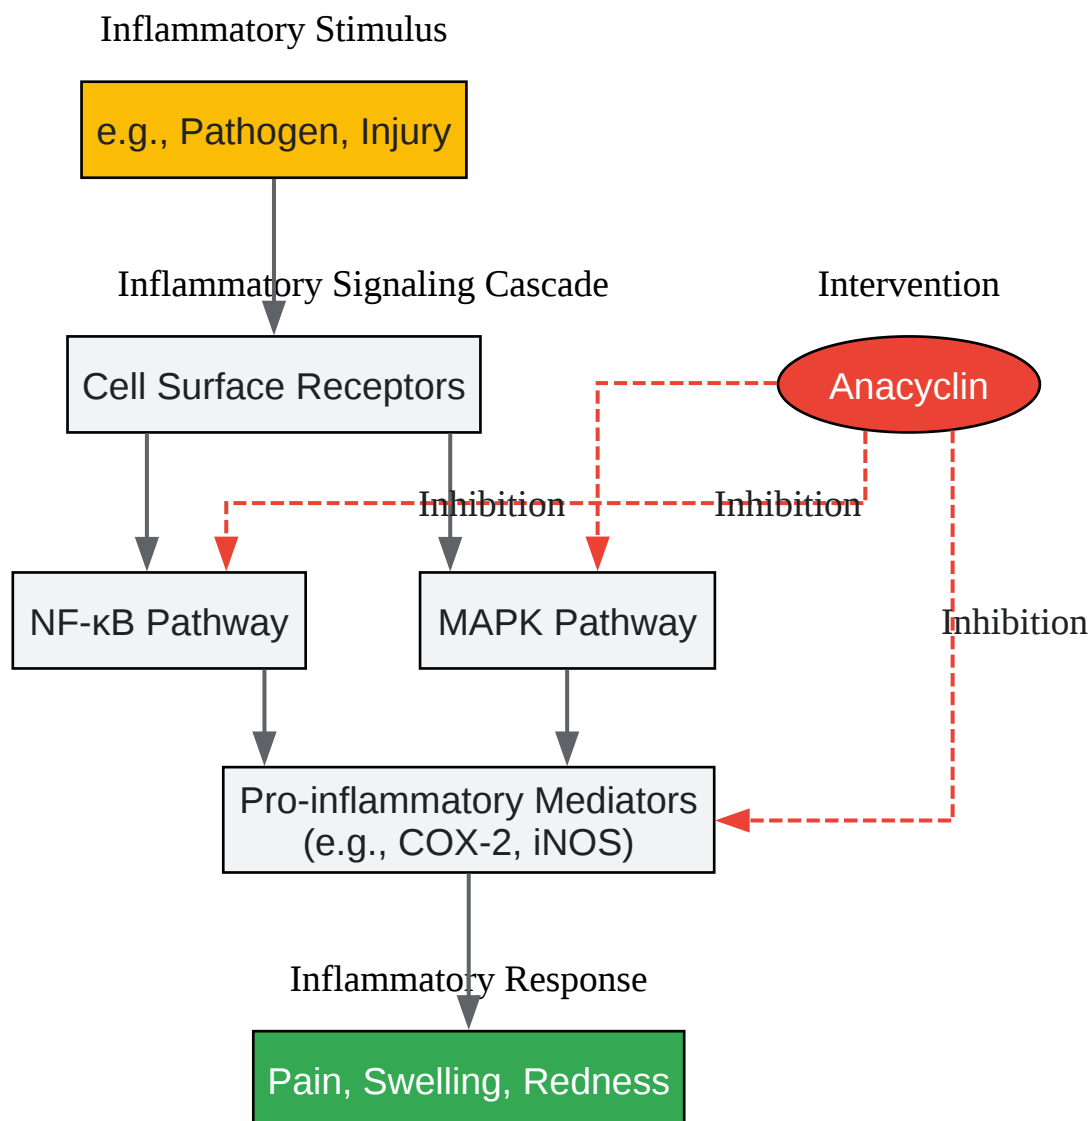 Inflammatory Stimulus
e.g., Pathogen, Injury
Inflammatory Signaling Cascade
Intervention
Cell Surface Receptors
Anacyclin
Inhibition
Inhibition
NF-κB Pathway
MAPK Pathway
Inhibition
Pro-inflammatory Mediators
(e.g., COX-2, iNOS)
Inflammatory Response
Pain, Swelling, Redness